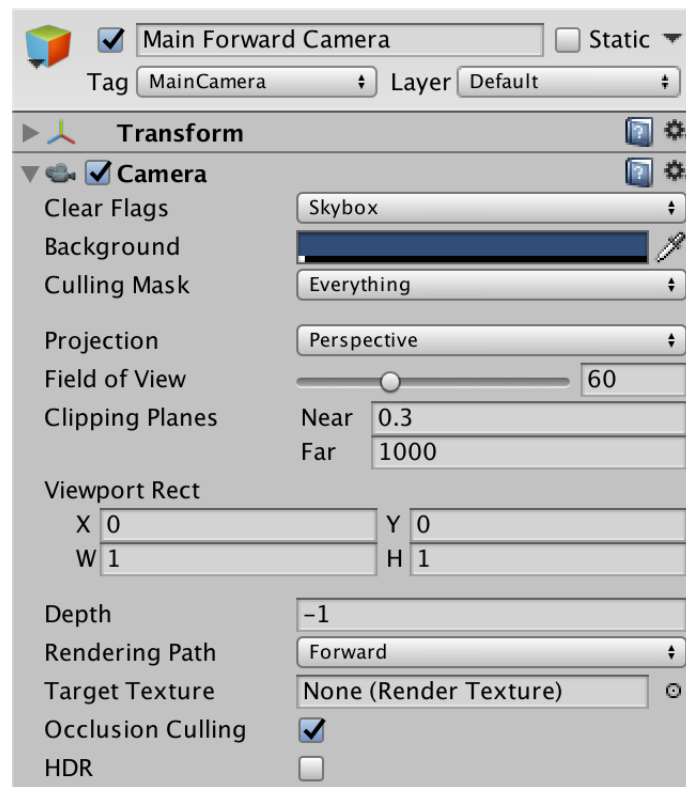 Main Forward Camera Static
Tag MainCamera Layer Default
Transform
Camera
Clear Flags Skybox
Background
Culling Mask Everything
Projection Perspective
Field of View 60
Clipping Planes Near 0.3
Far 1000
Viewport Rect
X 0 Y 0
W 1 H 1
Depth -1
Rendering Path Forward
Target Texture None (Render Texture)
Occlusion Culling
HDR